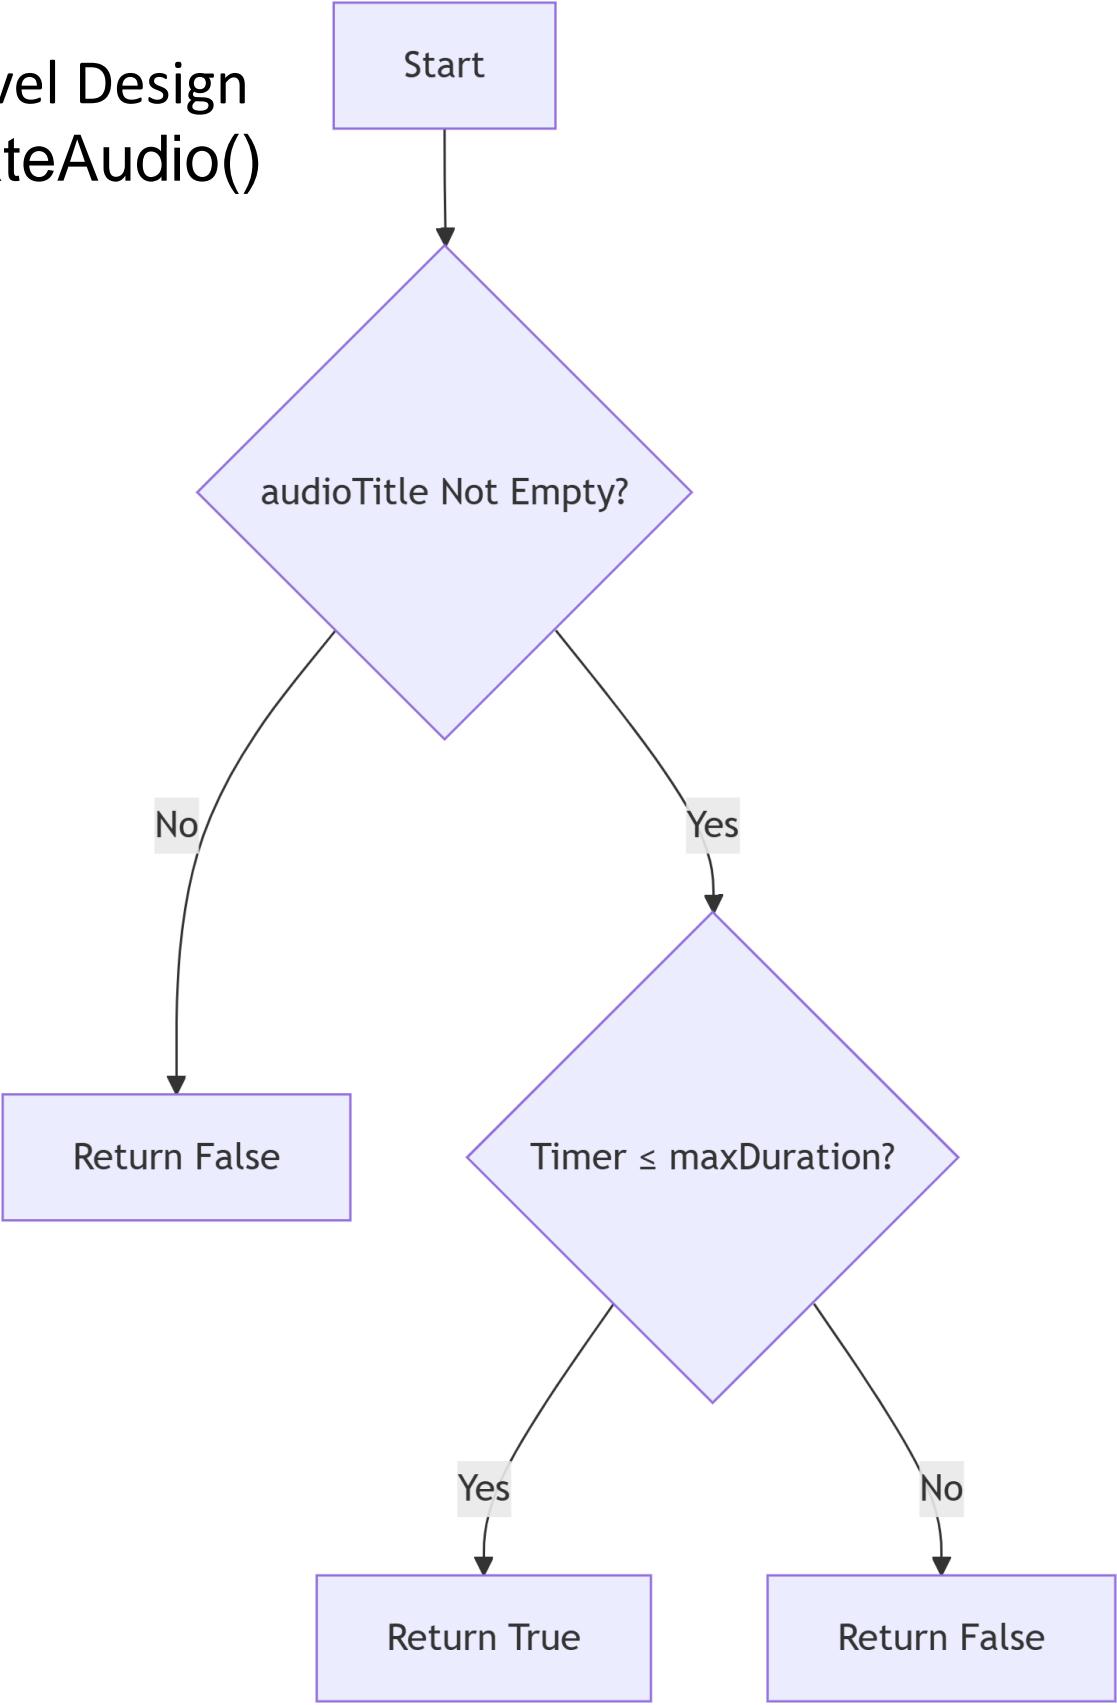 vel Design
teAudio()
Start
audioTitle Not Empty?
No
Yes
Return False
Timer ≤ maxDuration?
Yes
No
Return True
Return False